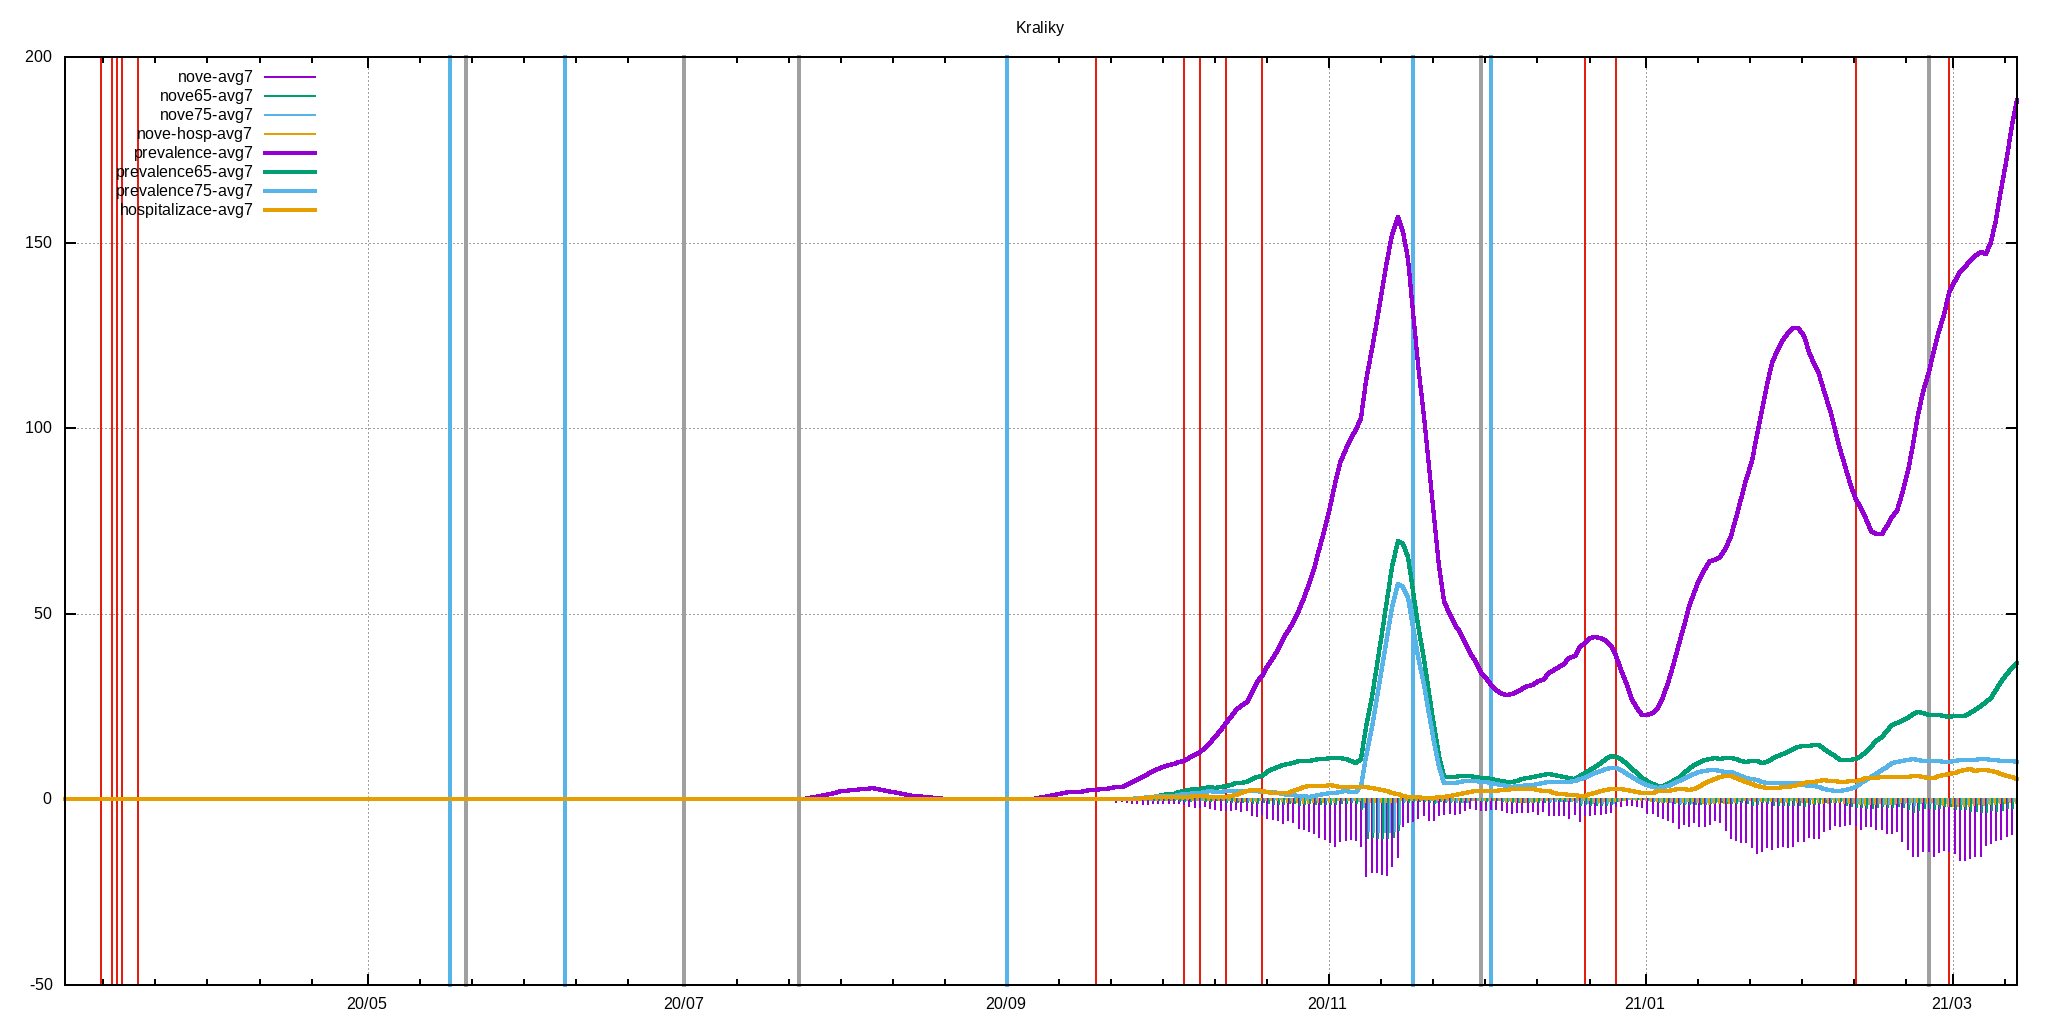 Kraliky
200
150
100
50
0
-50
nove-avg7
nove65-avg7
nove75-avg7
nove-hosp-avg7
prevalence-avg7
prevalence65-avg7
prevalence75-avg7
hospitalizace-avg7
20/05
20/07
20/09
20/11
21/01
21/03